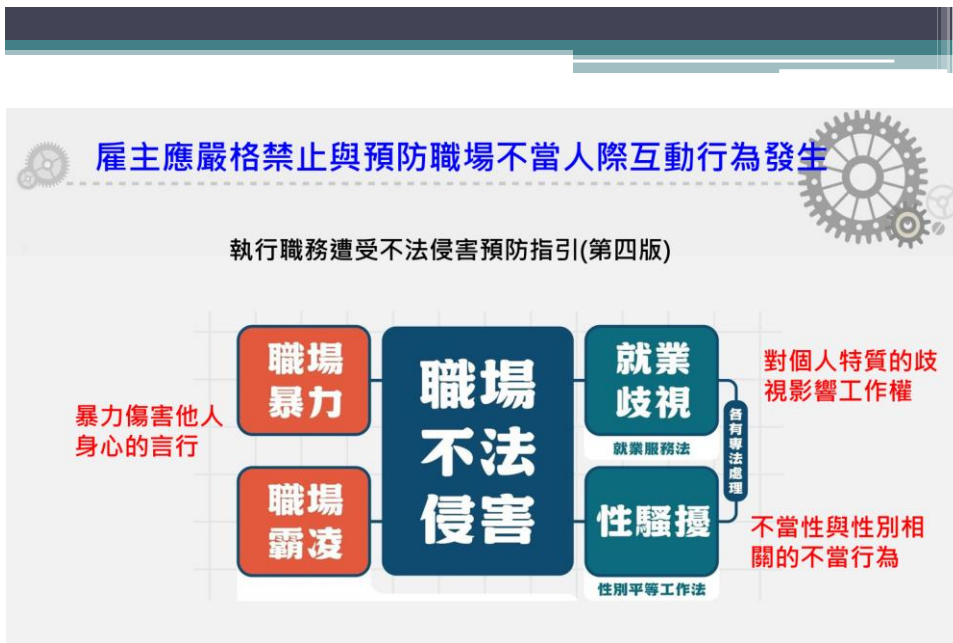 雇主應嚴格禁止與預防職場不當人際互動行為發生
執行職務遭受不法侵害預防指引(第四版)
職場
暴力
職場
霸凌
職場
不法
侵害
就業
歧視
就業服務法
性騷擾
性別平等工作法
各有專法處理
暴力傷害他人
身心的言行
對個人特質的歧
視影響工作權
不當性與性別相
關的不當行為